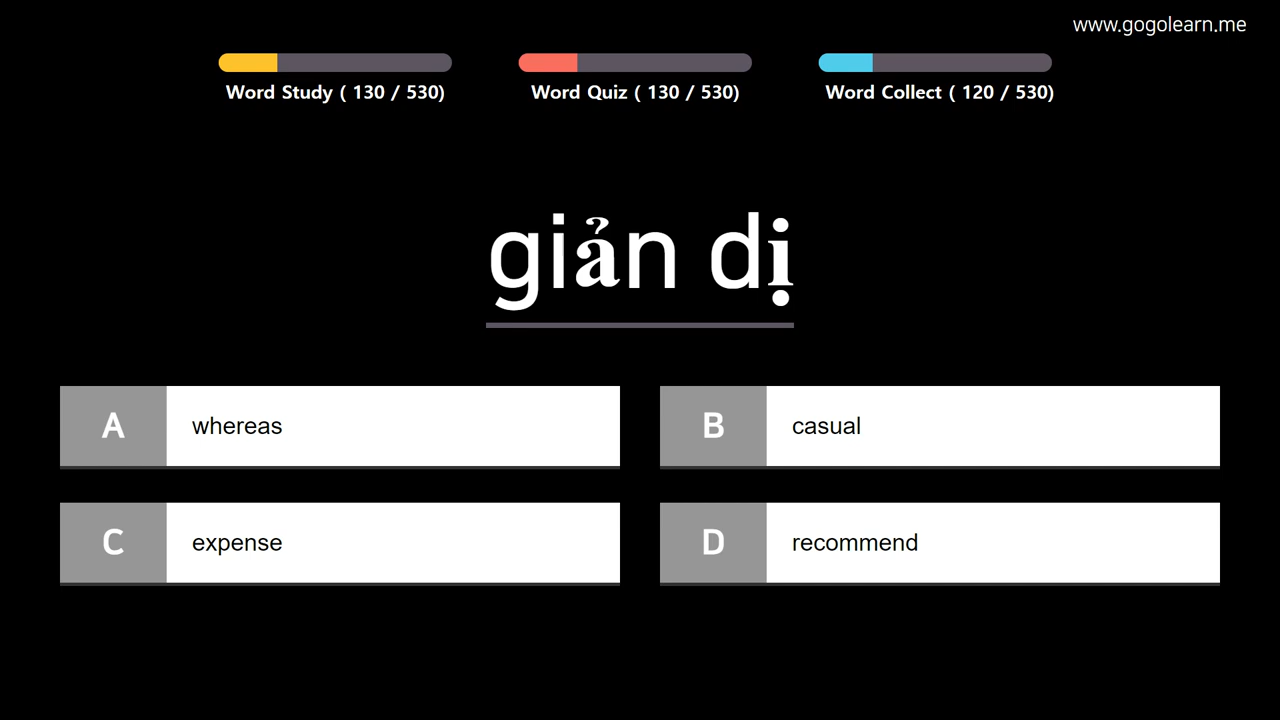 www.gogolearn.me
Word Study ( 130 / 530)
Word Quiz ( 130 / 530)
Word Collect ( 120 / 530)
giản dị
A whereas
B casual
C expense
D recommend